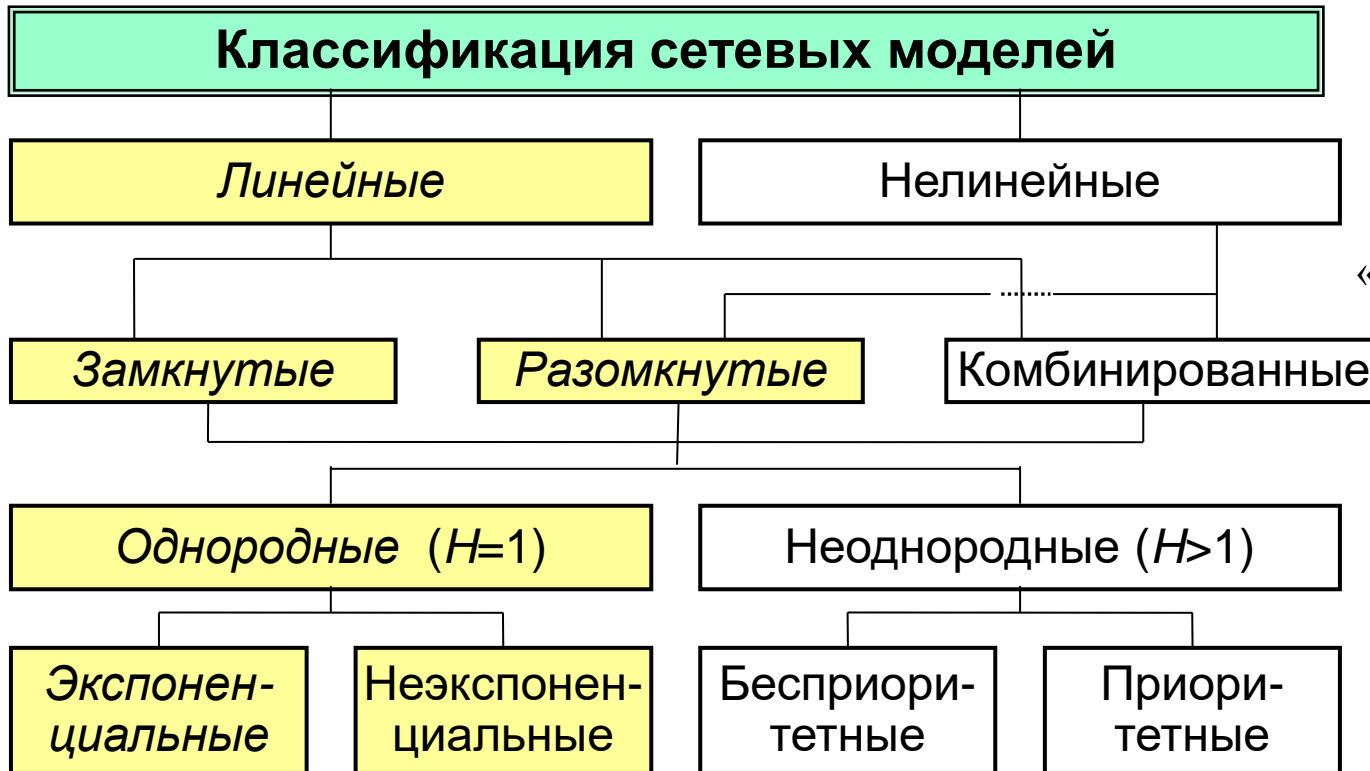 Классификация сетевых моделей
Линейные
Нелинейные
«
Замкнутые
Разомкнутые
Комбинированные
Однородные (H=1)
Неоднородные (H>1)
Экспонен-
циальные
Неэкспонен-
циальные
Бесприори-
тетные
Приори-
тетные